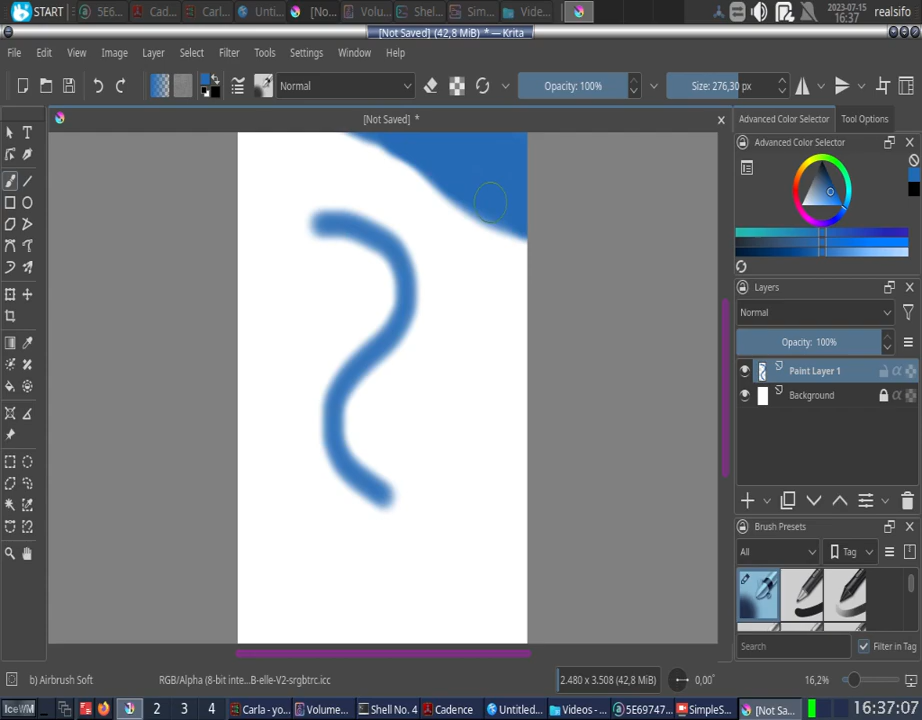 START
5E6
Cad
Carl.
Unti
[No..
Volu
Shel
Sim
Vide
2023-07-15
16:37
realsifo
[Not Saved] (42,8 MiB) * — Krita
File Edit View Image Layer Select Filter Tools Settings Window Help
Normal
Opacity: 100%
Size: 276,30 px
[Not Saved] *
Advanced Color Selector
Tool Options
Advanced Color Selector
Layers
Normal
Opacity: 100%
Paint Layer 1
Background
Brush Presets
All
Tag
Search
Filter in Tag
b) Airbrush Soft
RGB/Alpha (8-bit inte...B-elle-V2-srgbtrc.icc
2.480 x 3.508 (42,8 MiB)
0,00°
16,2%
IceWM
2 3 4
Carla - yo
Volume:
Shell No. 4
Cadence
Untitled..
Videos -
5E69747..
SimpleS..
[Not Sa..
16:37:07